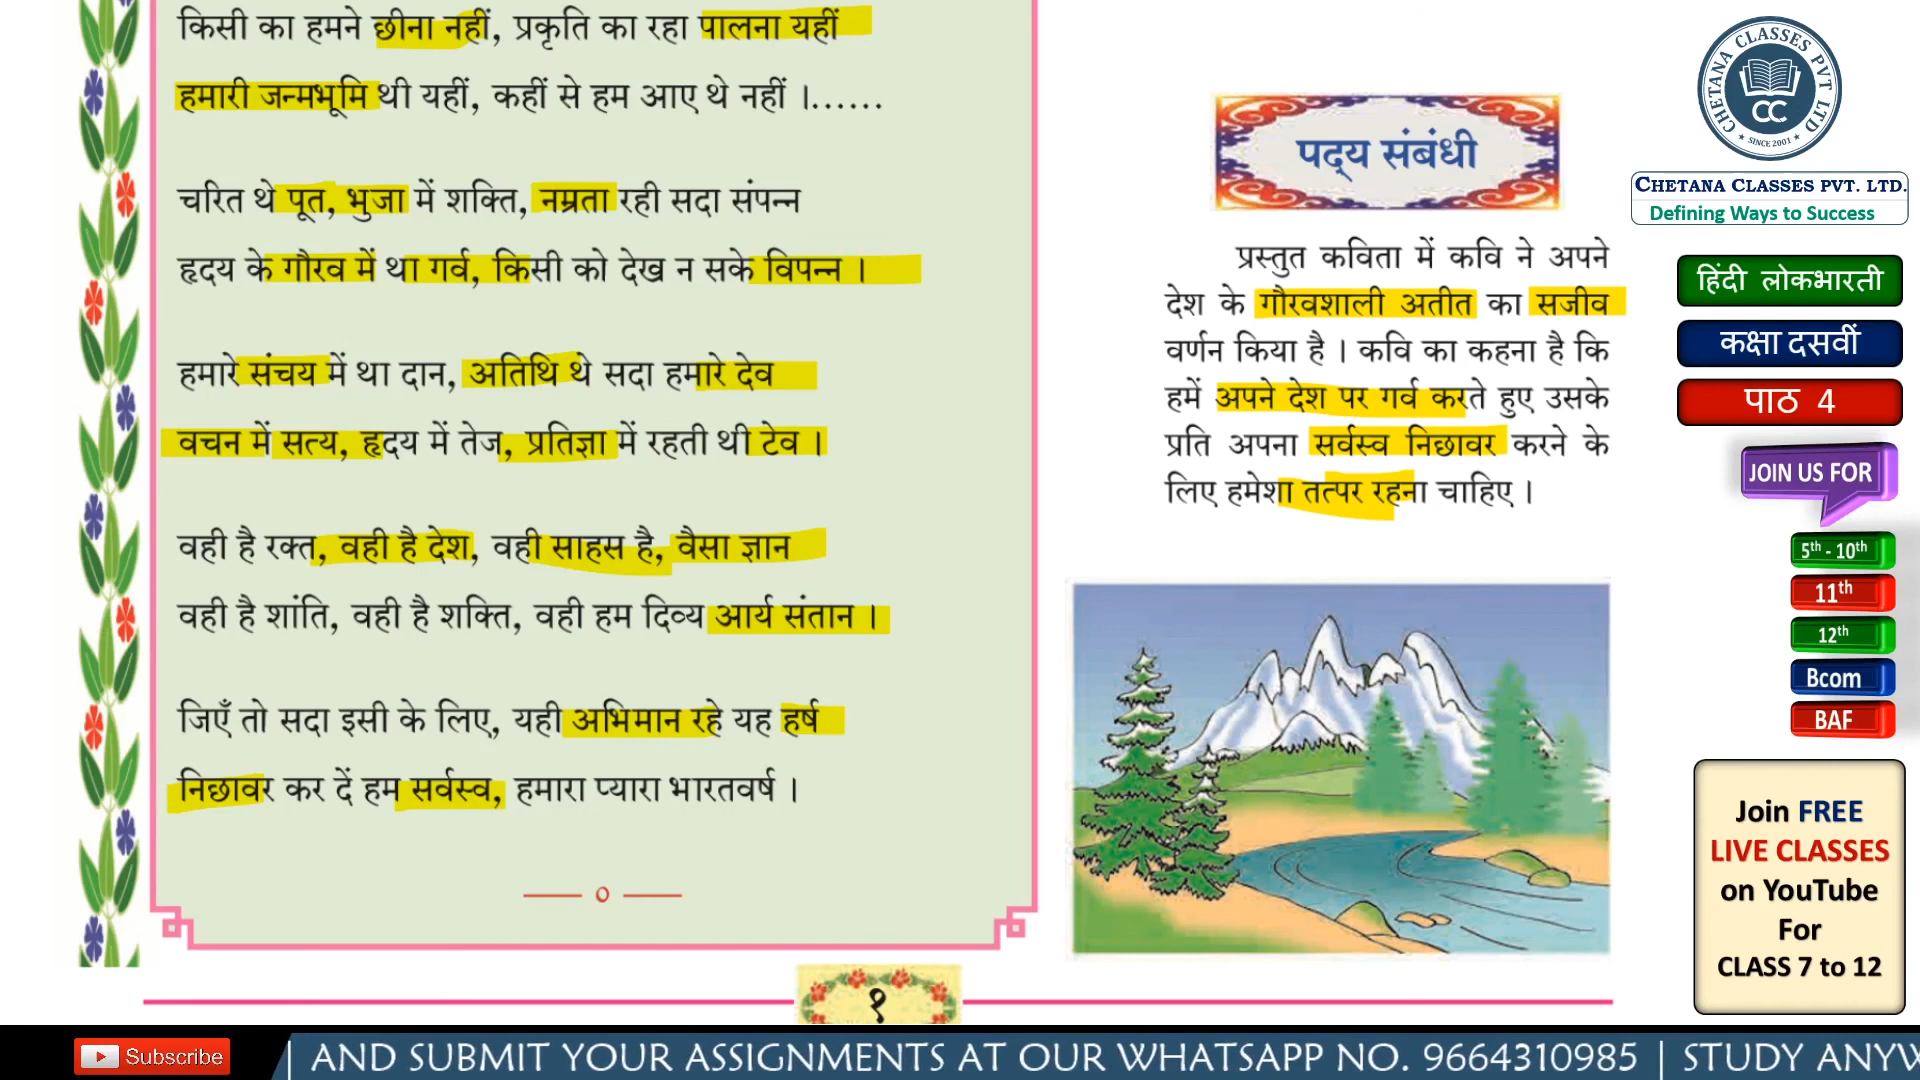 किसी का हमने छीना नहीं, प्रकृति का रहा पालना यहीं
हमारी जन्मभूमि थी यहीं, कहीं से हम आए थे नहीं ।......
चरित थे पूत, भुजा में शक्ति, नम्रता रही सदा संपन्न
हृदय के गौरव में था गर्व, किसी को देख न सके विपन्न ।
हमारे संचय में था दान, अतिथि थे सदा हमारे देव
वचन में सत्य, हृदय में तेज, प्रतिज्ञा में रहती थी टेव ।
वही है रक्त, वही है देश, वही साहस है, वैसा ज्ञान
वही है शांति, वही है शक्ति, वही हम दिव्य आर्य संतान ।
जिएँ तो सदा इसी के लिए, यही अभिमान रहे यह हर्ष
निछावर कर दें हम सर्वस्व, हमारा प्यारा भारतवर्ष ।
१
पद्य संबंधी
प्रस्तुत कविता में कवि ने अपने
देश के गौरवशाली अतीत का सजीव
वर्णन किया है । कवि का कहना है कि
हमें अपने देश पर गर्व करते हुए उसके
प्रति अपना सर्वस्व निछावर करने के
लिए हमेशा तत्पर रहना चाहिए ।
CHETANA CLASSES PVT LTD
CC
SINCE 2001
CHETANA CLASSES PVT. LTD.
Defining Ways to Success
हिंदी लोकभारती
कक्षा दसवीं
पाठ 4
JOIN US FOR
5th - 10th
11th
12th
Bcom
BAF
Join FREE
LIVE CLASSES
on YouTube
For
CLASS 7 to 12
Subscribe
| AND SUBMIT YOUR ASSIGNMENTS AT OUR WHATSAPP NO. 9664310985 | STUDY ANYW